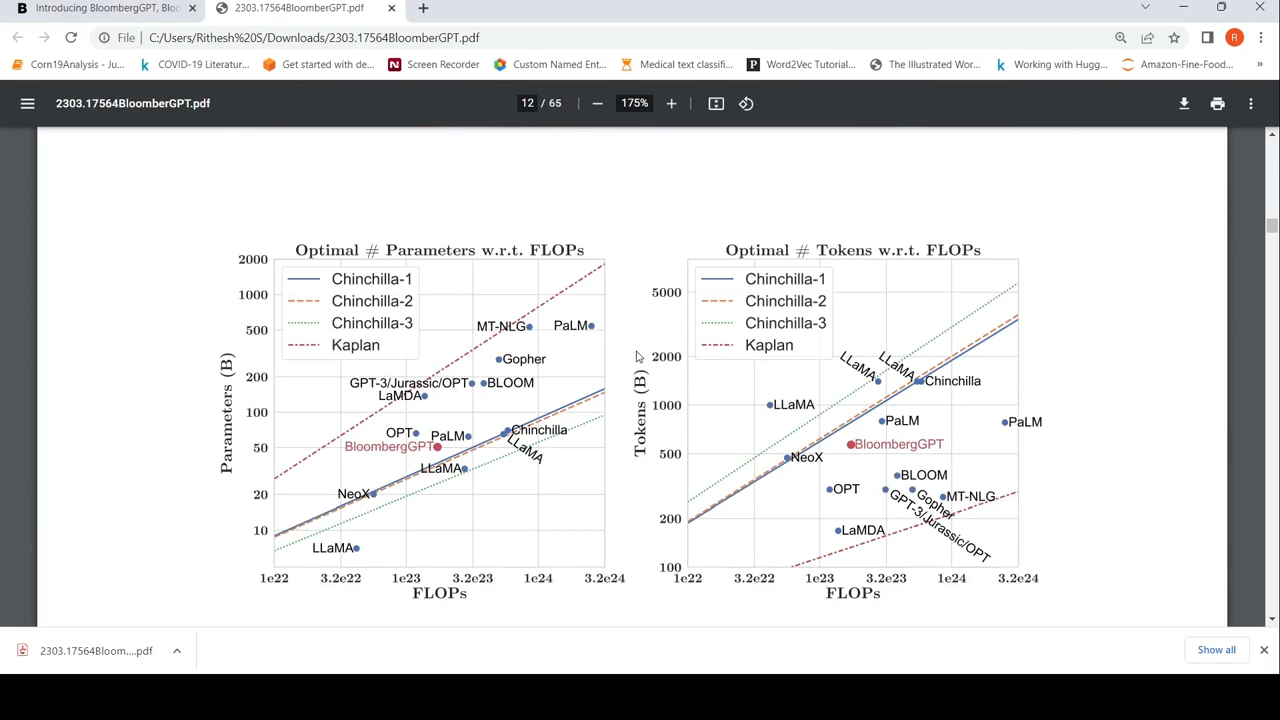 Introducing BloombergGPT, Bloo
2303.17564BloomberGPT.pdf
File
C:/Users/Rithesh%20S/Downloads/2303.17564BloomberGPT.pdf
R
Corn19Analysis - Ju...
COVID-19 Literatur...
Get started with de...
Screen Recorder
Custom Named Ent...
Medical text classifi...
Word2Vec Tutorial...
The Illustrated Wor...
Working with Hugg...
Amazon-Fine-Food...
»
2303.17564BloomberGPT.pdf
12 / 65
175%
Optimal # Parameters w.r.t. FLOPs
Parameters (B)
2000
1000
500
200
100
50
20
10
Chinchilla-1
Chinchilla-2
Chinchilla-3
Kaplan
MT-NLG
PaLM
Gopher
GPT-3/Jurassic/OPT
BLOOM
LaMDA
OPT
PaLM
Chinchilla
BloombergGPT
LLaMA
LLaMA
NeoX
LLaMA
1e22
3.2e22
1e23
3.2e23
1e24
3.2e24
FLOPs
Optimal # Tokens w.r.t. FLOPs
Tokens (B)
5000
2000
1000
500
200
100
Chinchilla-1
Chinchilla-2
Chinchilla-3
Kaplan
LLaMA
LLaMA
Chinchilla
LLaMA
PaLM
PaLM
BloombergGPT
NeoX
BLOOM
OPT
Gopher
MT-NLG
GPT-3/Jurassic/OPT
LaMDA
1e22
3.2e22
1e23
3.2e23
1e24
3.2e24
FLOPs
2303.17564Bloom....pdf
Show all